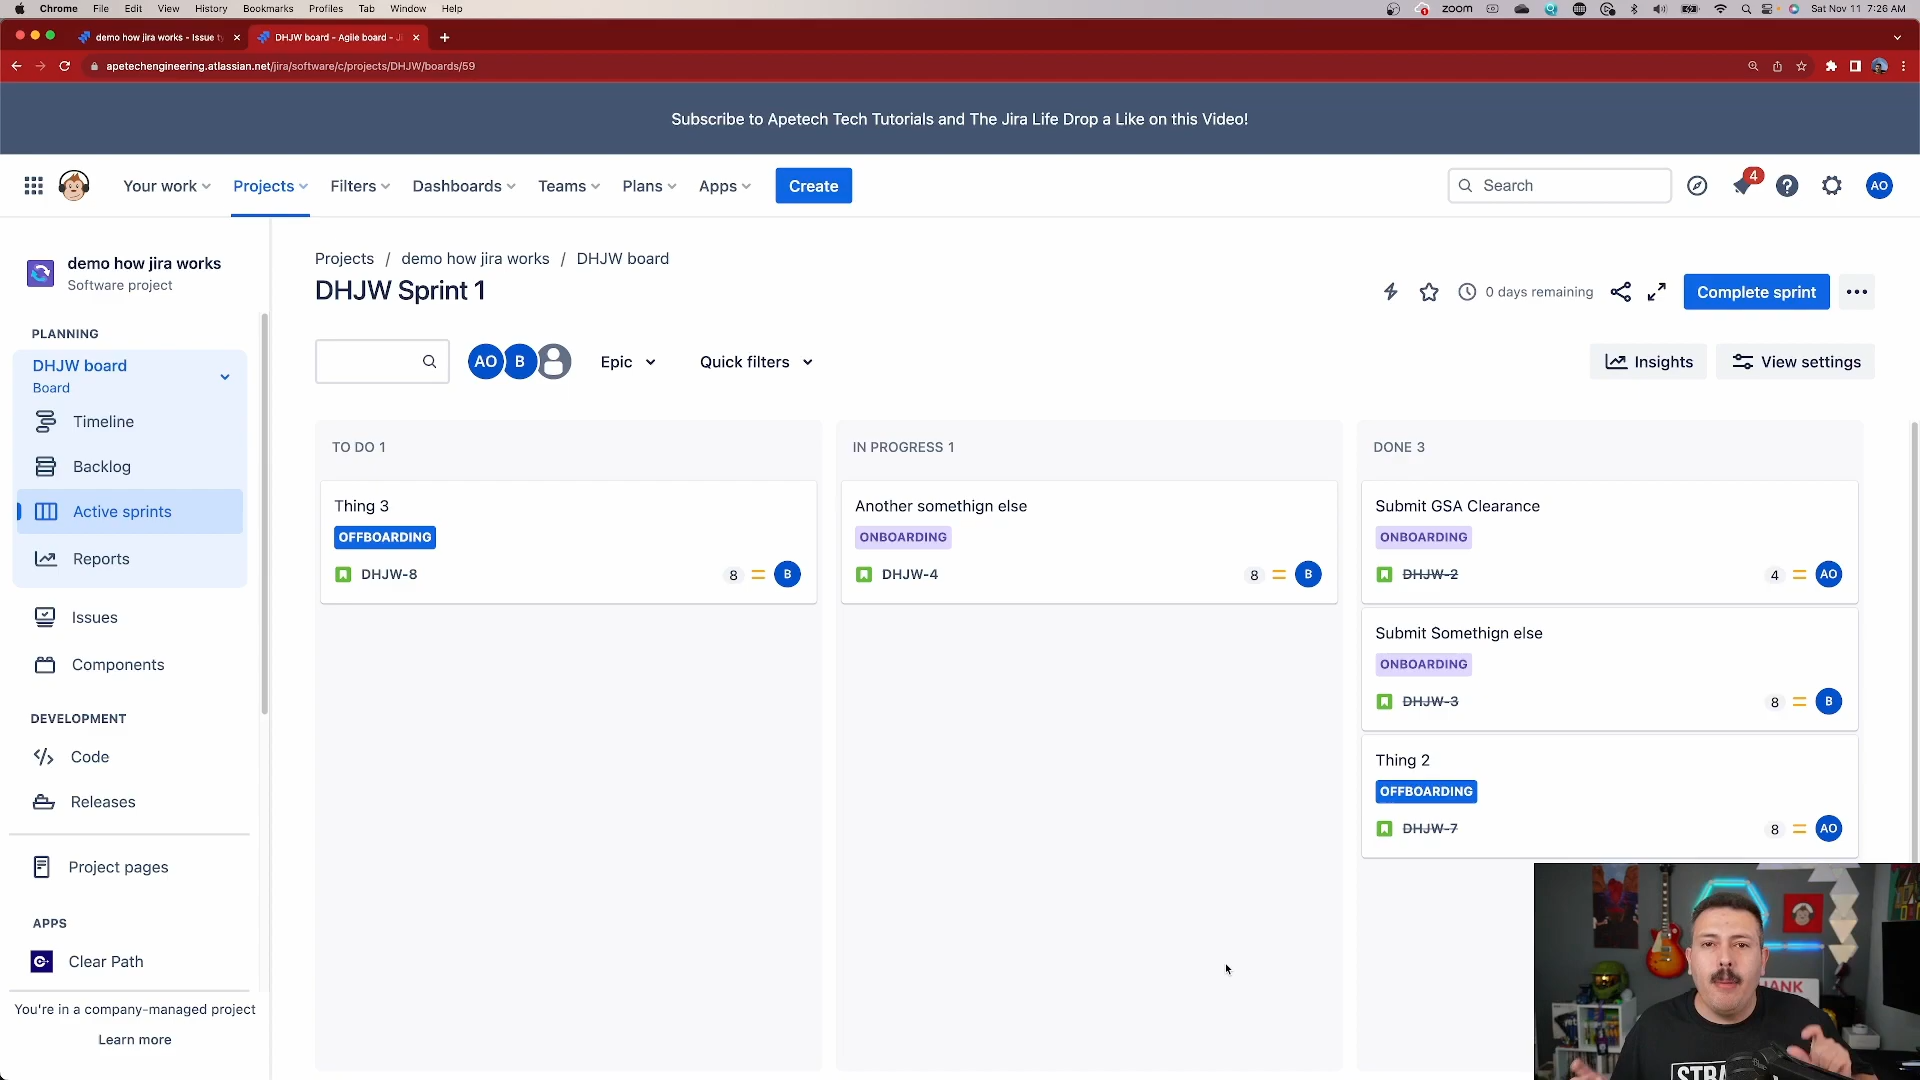 Chrome File Edit View History Bookmarks Profiles Tab Window Help
zoom Sat Nov 11 7:26 AM
demo how jira works - Issue ty
DHJW board - Agile board - Ji
apetechengineering.atlassian.net/jira/software/c/projects/DHJW/boards/59
Subscribe to Apetech Tech Tutorials and The Jira Life Drop a Like on this Video!
Your work Projects Filters Dashboards Teams Plans Apps Create Search 4 AO
demo how jira works
Software project
PLANNING
DHJW board
Board
Timeline
Backlog
Active sprints
Reports
Issues
Components
DEVELOPMENT
Code
Releases
Project pages
APPS
Clear Path
You're in a company-managed project
Learn more
Projects / demo how jira works / DHJW board
DHJW Sprint 1
0 days remaining Complete sprint
AO B Epic Quick filters Insights View settings
TO DO 1
Thing 3
OFFBOARDING
DHJW-8 8 B
IN PROGRESS 1
Another somethign else
ONBOARDING
DHJW-4 8 B
DONE 3
Submit GSA Clearance
ONBOARDING
DHJW-2 4 AO
Submit Somethign else
ONBOARDING
DHJW-3 8 B
Thing 2
OFFBOARDING
DHJW-7 8 AO